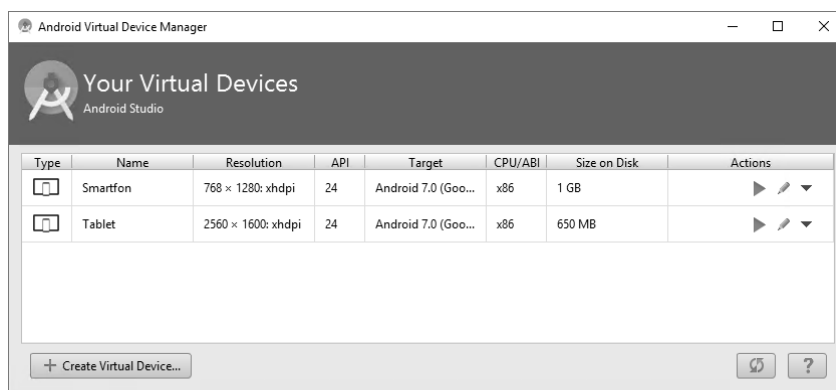 Android Virtual Device Manager
Your Virtual Devices
Android Studio
Type Name Resolution API Target CPU/ABI Size on Disk Actions
Smartfon 768 × 1280: xhdpi 24 Android 7.0 (Goo... x86 1 GB
Tablet 2560 × 1600: xhdpi 24 Android 7.0 (Goo... x86 650 MB
+ Create Virtual Device... ?